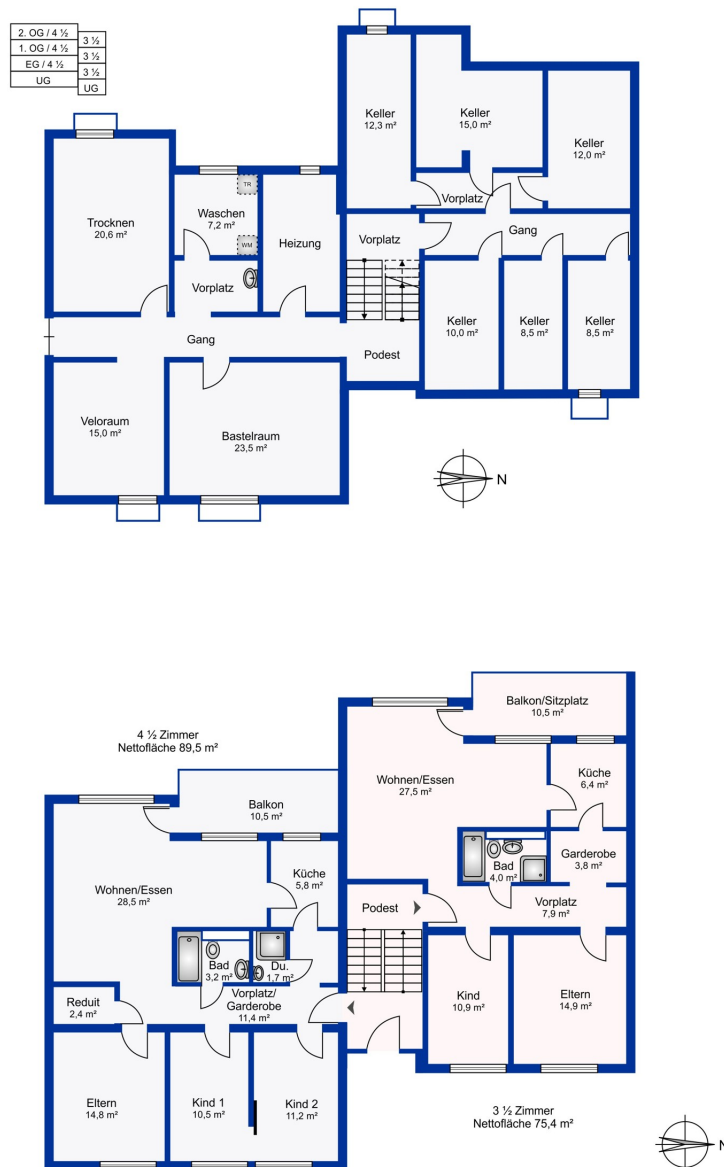 2. OG / 4 ½
3 ½
1. OG / 4 ½
3 ½
EG / 4 ½
3 ½
UG
UG
Keller
12,3 m²
Keller
15,0 m²
Keller
12,0 m²
Trocknen
20,6 m²
TR
Waschen
7,2 m²
WM
Heizung
Vorplatz
Vorplatz
Gang
Vorplatz
Keller
10,0 m²
Keller
8,5 m²
Keller
8,5 m²
Gang
Podest
Veloraum
15,0 m²
Bastelraum
23,5 m²
N
4 ½ Zimmer
Nettofläche 89,5 m²
Balkon/Sitzplatz
10,5 m²
Wohnen/Essen
27,5 m²
Küche
6,4 m²
Balkon
10,5 m²
Garderobe
3,8 m²
Bad
4,0 m²
Wohnen/Essen
28,5 m²
Küche
5,8 m²
Podest
Vorplatz
7,9 m²
Bad
3,2 m²
Du.
1,7 m²
Reduit
2,4 m²
Vorplatz/
Garderobe
11,4 m²
Kind
10,9 m²
Eltern
14,9 m²
Eltern
14,8 m²
Kind 1
10,5 m²
Kind 2
11,2 m²
3 ½ Zimmer
Nettofläche 75,4 m²
N